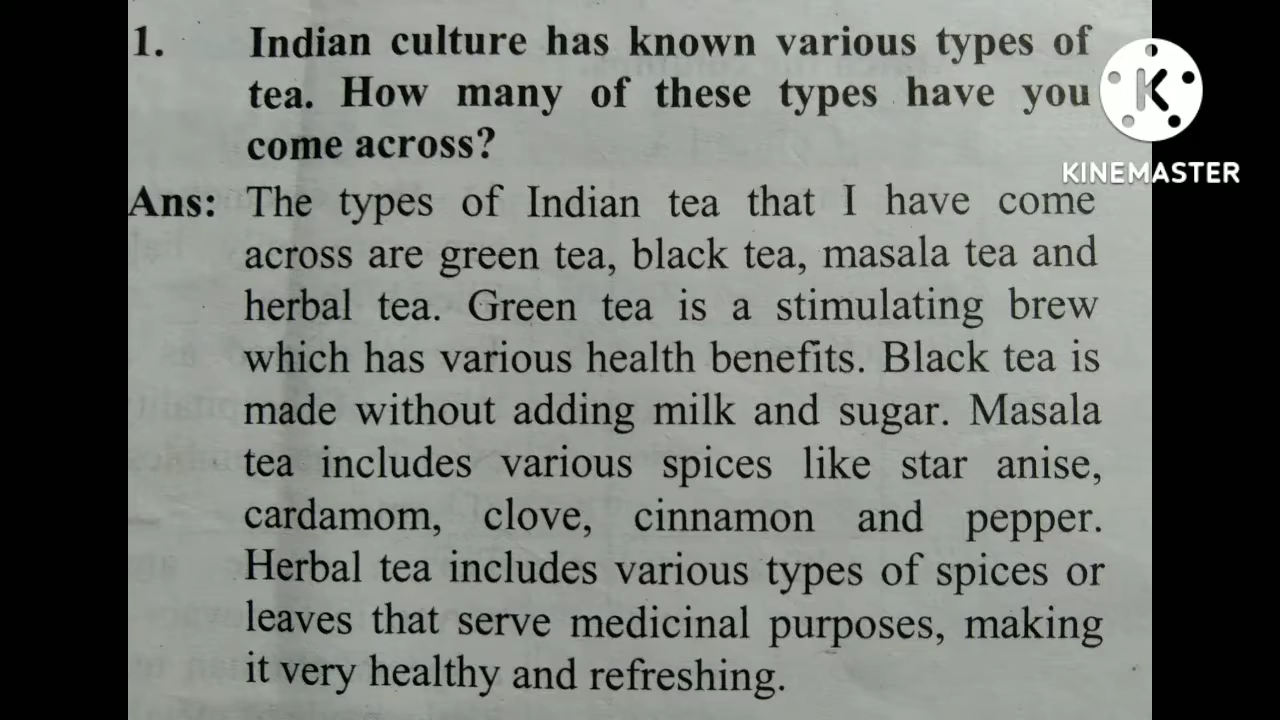 1. Indian culture has known various types of
tea. How many of these types have you
come across?
Ans: The types of Indian tea that I have come
across are green tea, black tea, masala tea and
herbal tea. Green tea is a stimulating brew
which has various health benefits. Black tea is
made without adding milk and sugar. Masala
tea includes various spices like star anise,
cardamom, clove, cinnamon and pepper.
Herbal tea includes various types of spices or
leaves that serve medicinal purposes, making
it very healthy and refreshing.
K
KINEMASTER